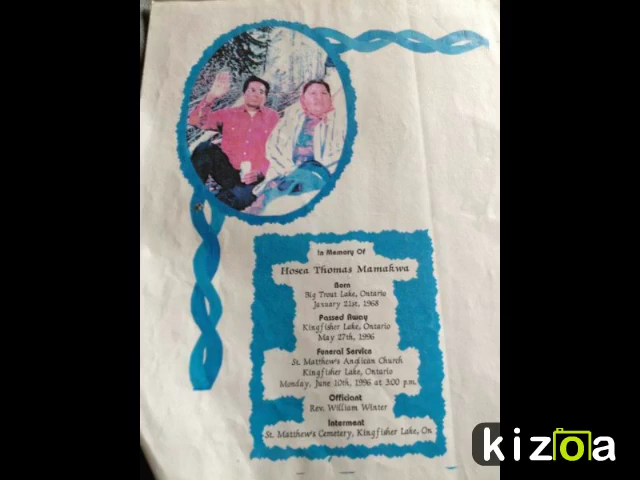 In Memory Of
Hosea Thomas Mamakwa
Born
Big Trout Lake, Ontario
January 21st, 1968
Passed Away
Kingfisher Lake, Ontario
May 27th, 1996
Funeral Service
St. Matthew's Anglican Church
Kingfisher Lake, Ontario
Monday, June 10th, 1996 at 3:00 p.m.
Officiant
Rev. William Winter
Interment
St. Matthew's Cemetery, Kingfisher Lake, On
kizoa